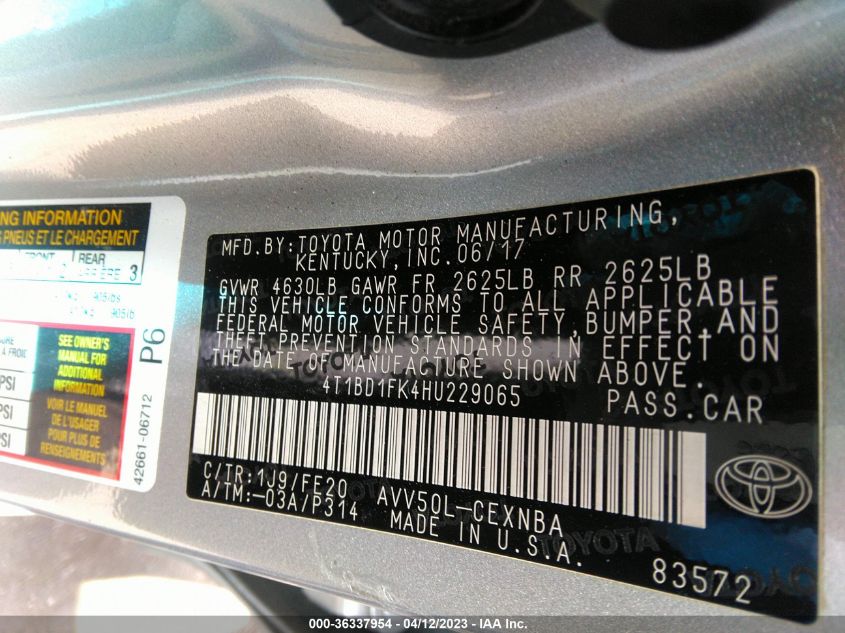 NG INFORMATION
PNEUS ET LE CHARGEMENT
FRONT 2 REAR 3
P6
SEE OWNER'S
MANUAL FOR
ADDITIONAL
INFORMATION
VOIR LE MANUEL
DE L'USAGER
POUR PLUS DE
RENSEIGNEMENTS
PSI
PSI
42661-06712
MFD.BY:TOYOTA MOTOR MANUFACTURING,
KENTUCKY, INC.06/17
GVWR 4630LB GAWR FR 2625LB RR 2625LB
THIS VEHICLE CONFORMS TO ALL APPLICABLE
FEDERAL MOTOR VEHICLE SAFETY,BUMPER,AND
THEFT PREVENTION STANDARDS IN EFFECT ON
THE DATE OF MANUFACTURE SHOWN ABOVE.
4T1BD1FK4HU229065 PASS.CAR
C/TR:1J9/FE20 AVV50L-CEXNBA
A/TM:-03A/P314 MADE IN U.S.A.
TOYOTA
83572
000-36337954 - 04/12/2023 - IAA Inc.